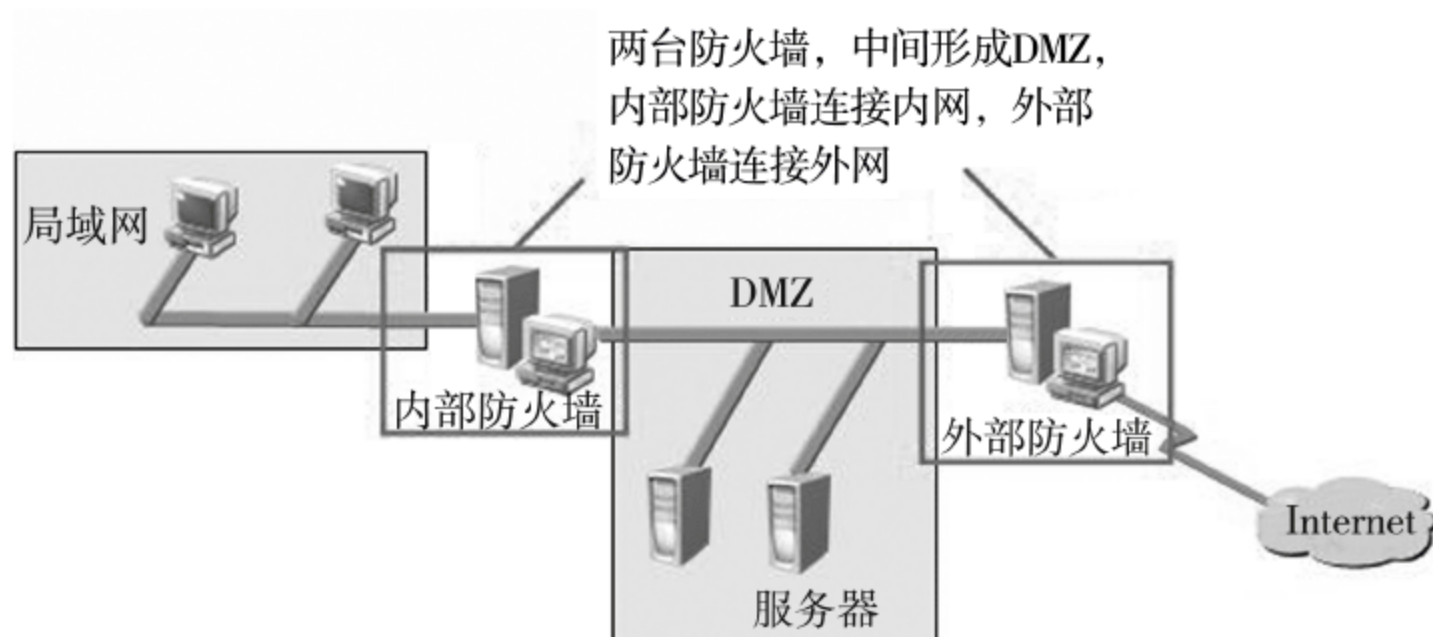 两台防火墙，中间形成DMZ，
内部防火墙连接内网，外部
防火墙连接外网
局域网
DMZ
内部防火墙
外部防火墙
Internet
服务器